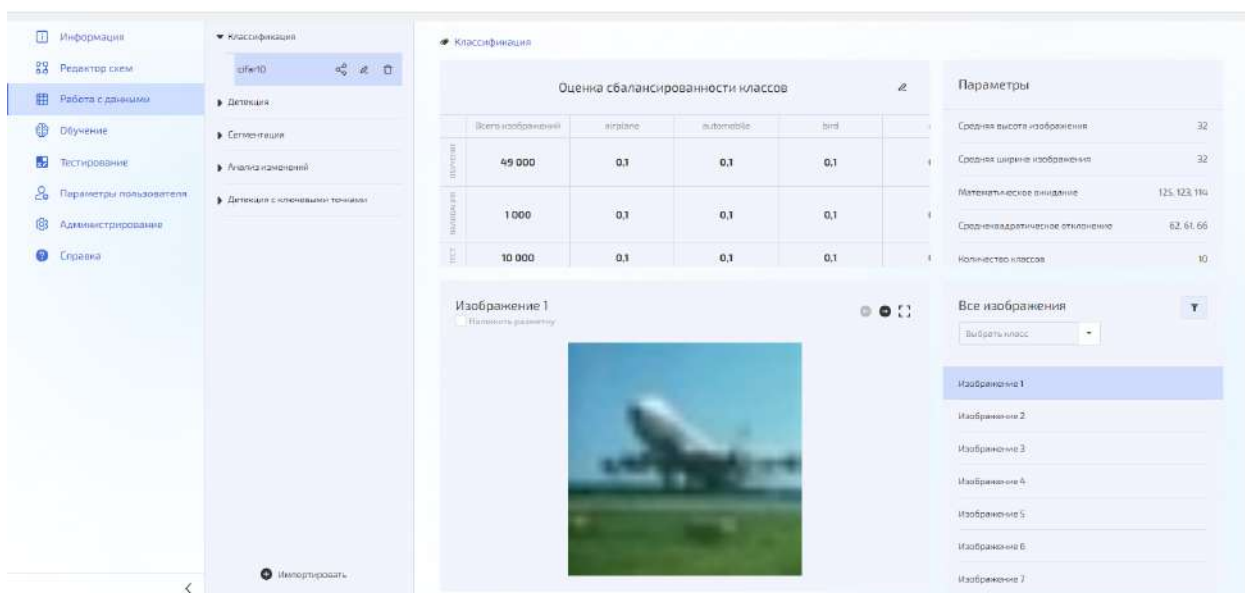 Информация
Редактор схем
Работа с данными
Обучение
Тестирование
Параметры пользователя
Администрирование
Справка
Классификация
cifar10
Детекция
Сегментация
Анализ изменений
Детекция с ключевыми точками
Импортировать
Классификация
Оценка сбалансированности классов
Всего изображений airplane automobile bird
49 000 0,1 0,1 0,1
1 000 0,1 0,1 0,1
ТЕСТ 10 000 0,1 0,1 0,1
Параметры
Средняя высота изображения 32
Средняя ширина изображения 32
Математическое ожидание 125, 123, 114
Среднеквадратическое отклонение 62, 61, 66
Количество классов 10
Изображение 1
Наложить разметку
Все изображения
Выбрать класс
Изображение 1
Изображение 2
Изображение 3
Изображение 4
Изображение 5
Изображение 6
Изображение 7